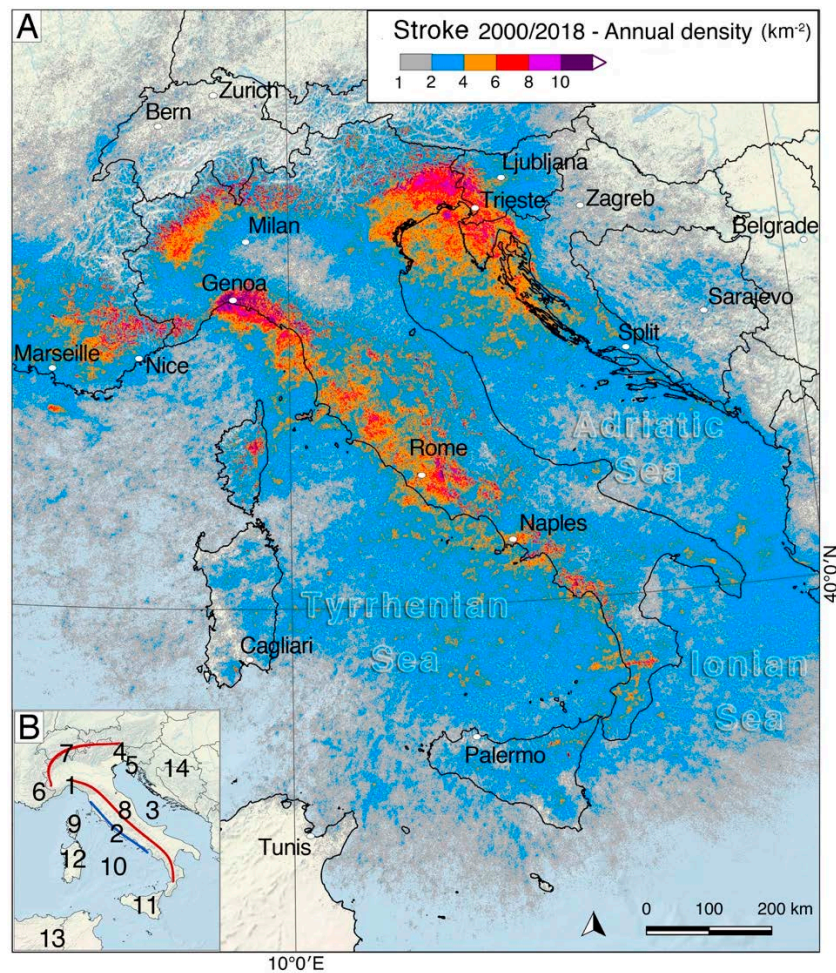 A
Stroke 2000/2018 - Annual density (km-2)
1 2 4 6 8 10
Zurich
Bern
Ljubljana
Zagreb
Trieste
Belgrade
Milan
Genoa
Sarajevo
Split
Marseille
Nice
Adriatic
Sea
Rome
Naples
40°0'N
Tyrrhenian
Sea
Cagliari
Ionian
Sea
Palermo
Tunis
B
7
4
5
14
6
1
8
3
9
2
12
10
11
13
0 100 200 km
10°0'E